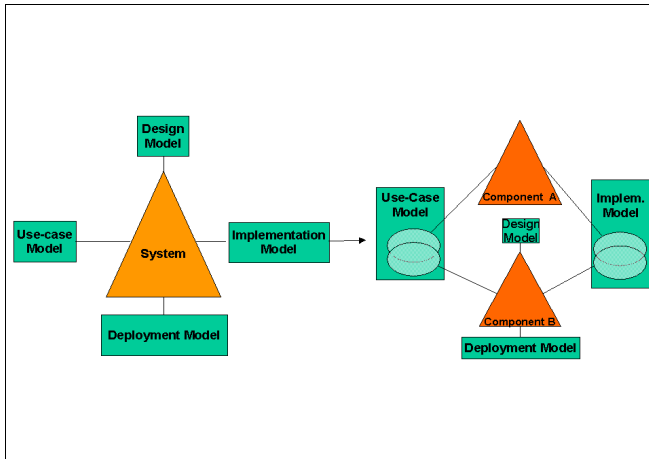 Design
Model
Use-case
Model
System
Implementation
Model
Deployment Model
Component  A
Use-Case
Model
Implem.
Model
Design
Model
Component B
Deployment Model